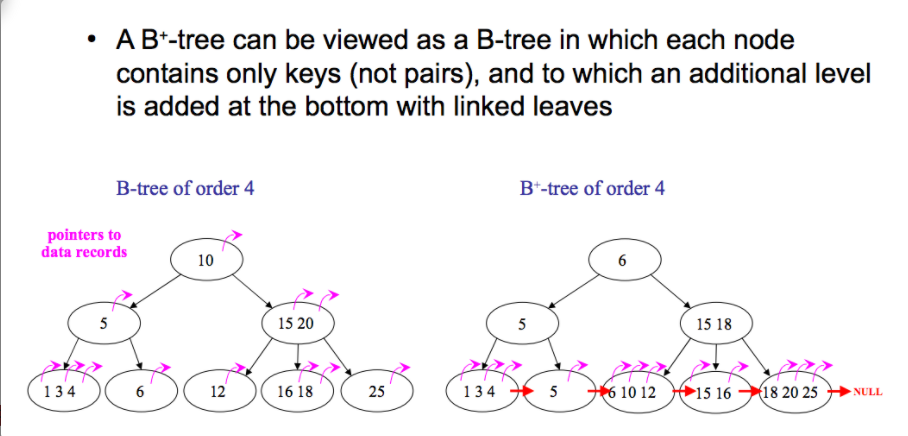 • A B+-tree can be viewed as a B-tree in which each node
contains only keys (not pairs), and to which an additional level
is added at the bottom with linked leaves
B-tree of order 4
B+-tree of order 4
pointers to
data records
10
6
5
15 20
5
15 18
1 3 4
6
12
16 18
25
1 3 4
5
6 10 12
15 16
18 20 25
NULL